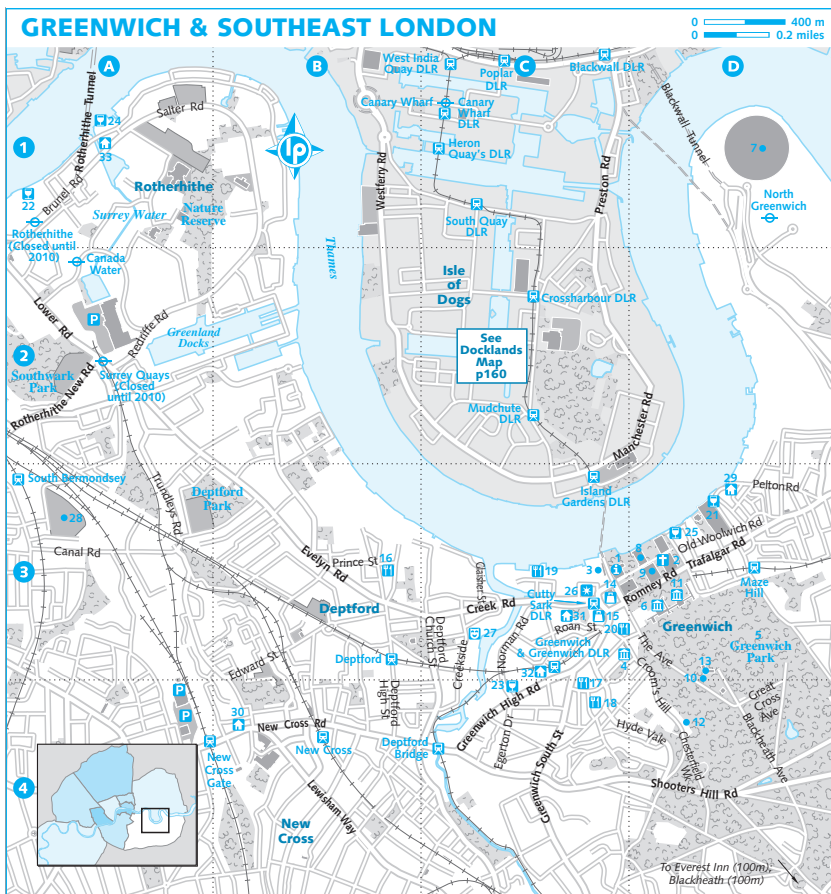 GREENWICH & SOUTHEAST LONDON
0 400 m
0 0.2 miles
A
B
C
D
1
2
3
4
lp
Rotherhithe Tunnel
24
33
Salter Rd
Rotherhithe
Brunel Rd
22
Surrey Water
Nature
Reserve
Rotherhithe
(Closed until
2010)
Canada
Water
Lower Rd
P
Redriffe Rd
Greenland
Docks
Southwark
Park
Surrey Quays
(Closed
until 2010)
Rotherhithe New Rd
Thames
West India
Quay DLR
Poplar
DLR
Blackwall DLR
Canary Wharf
Canary
Wharf
DLR
Heron
Quay's DLR
Westferry Rd
Preston Rd
South Quay
DLR
Blackwall Tunnel
7
North
Greenwich
Isle
of
Dogs
Crossharbour DLR
See
Docklands
Map
p160
Mudchute
DLR
Manchester Rd
Island
Gardens DLR
South Bermondsey
28
Canal Rd
Trundleys Rd
Deptford
Park
Evelyn Rd
Prince St
16
Deptford
Glaisher St
Creek Rd
Deptford
Church St
Creekside
27
Deptford
Deptford
High St
19
3
1
8
14
26
Cutty
Sark
DLR
31
15
Norman Rd
Roan St
20
Greenwich
& Greenwich DLR
4
32
23
17
18
9
2
25
21
29
Pelton Rd
Old Woolwich Rd
Trafalgar Rd
Romney Rd
11
6
Maze
Hill
Greenwich
5
Greenwich
Park
The Ave
Croom's Hill
13
10
Great
Cross
Ave
12
Blackheath Ave
Hyde Vale
Chesterfield
Wk
Shooters Hill Rd
Greenwich High Rd
Egerton Dr
Greenwich South St
Edward St
P
P
30
New Cross Rd
New
Cross
Gate
New Cross
Deptford
Bridge
Lewisham Way
New
Cross
To Everest Inn (100m);
Blackheath (100m)